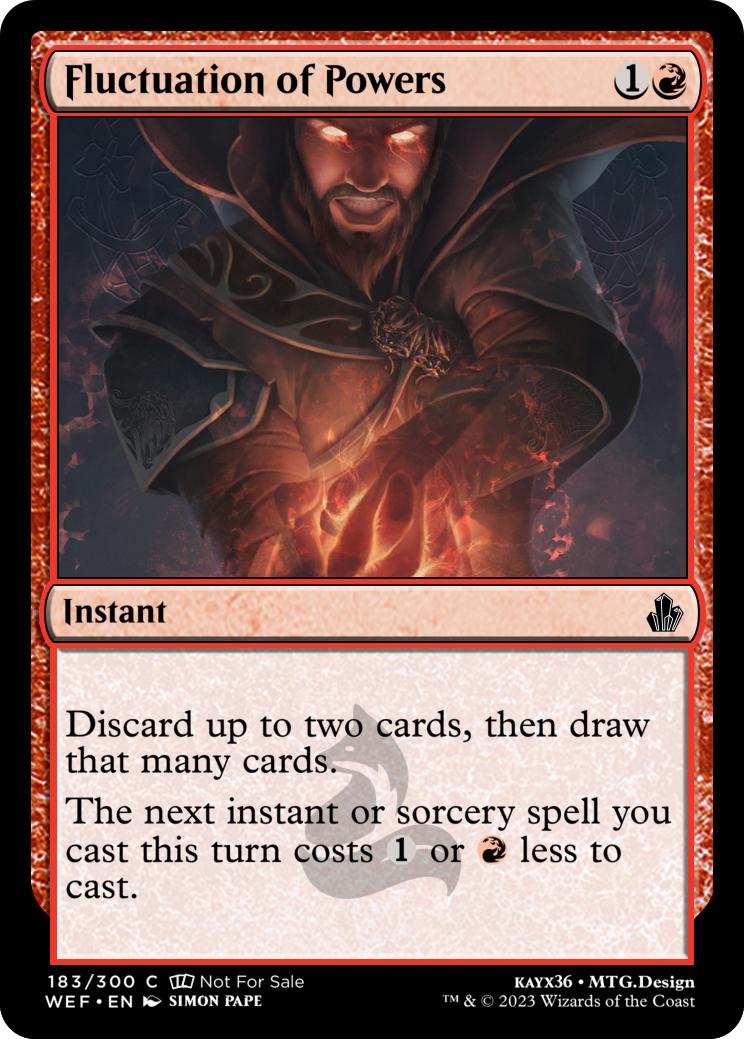 Fluctuation of Powers 1
Instant
Discard up to two cards, then draw
that many cards.
The next instant or sorcery spell you
cast this turn costs 1 or less to
cast.
183/300 C Not For Sale
WEF • EN SIMON PAPE
KAYX36 • MTG.Design
™ & © 2023 Wizards of the Coast